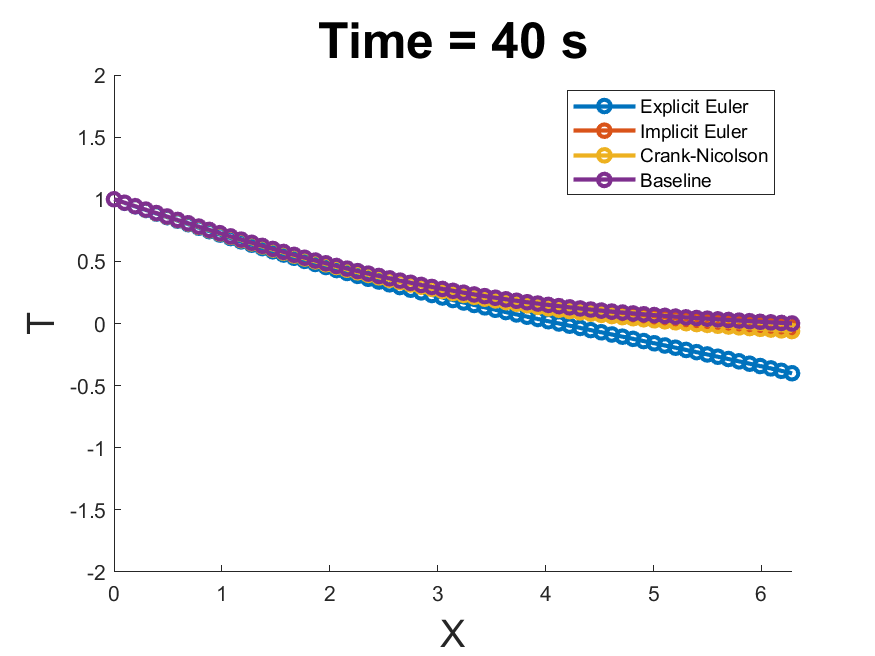 Time = 40 s
2
1.5
1
0.5
0
-0.5
-1
-1.5
-2
T
Explicit Euler
Implicit Euler
Crank-Nicolson
Baseline
0 1 2 3 4 5 6
X